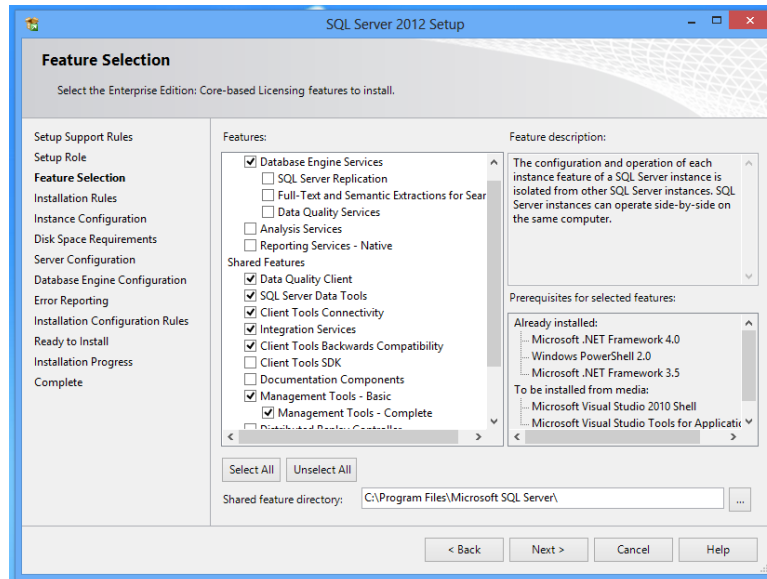 SQL Server 2012 Setup
Feature Selection
Select the Enterprise Edition: Core-based Licensing features to install.
Setup Support Rules
Setup Role
Feature Selection
Installation Rules
Instance Configuration
Disk Space Requirements
Server Configuration
Database Engine Configuration
Error Reporting
Installation Configuration Rules
Ready to Install
Installation Progress
Complete
Features:
Database Engine Services
SQL Server Replication
Full-Text and Semantic Extractions for Sear
Data Quality Services
Analysis Services
Reporting Services - Native
Shared Features
Data Quality Client
SQL Server Data Tools
Client Tools Connectivity
Integration Services
Client Tools Backwards Compatibility
Client Tools SDK
Documentation Components
Management Tools - Basic
Management Tools - Complete
Distributed Replay Controller
Feature description:
The configuration and operation of each
instance feature of a SQL Server instance is
isolated from other SQL Server instances. SQL
Server instances can operate side-by-side on
the same computer.
Prerequisites for selected features:
Already installed:
Microsoft .NET Framework 4.0
Windows PowerShell 2.0
Microsoft .NET Framework 3.5
To be installed from media:
Microsoft Visual Studio 2010 Shell
Microsoft Visual Studio Tools for Applicatic
Select All
Unselect All
Shared feature directory:
C:\Program Files\Microsoft SQL Server\
...
< Back
Next >
Cancel
Help